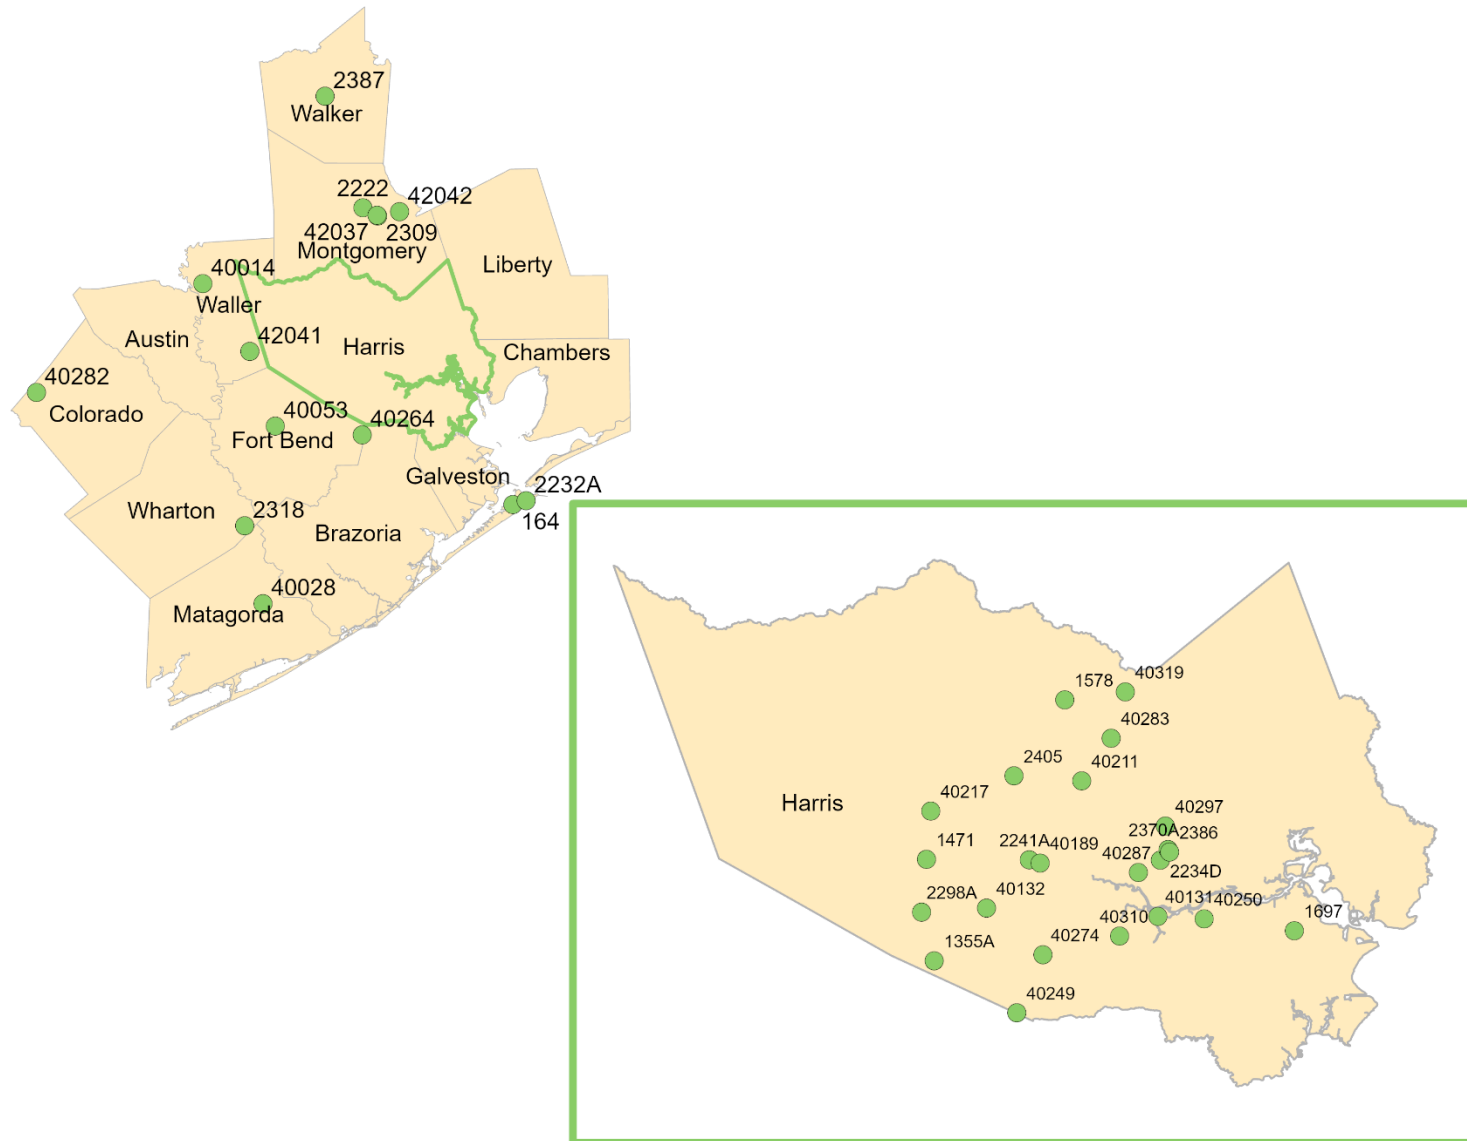 2387
Walker
2222
42042
42037
2309
Montgomery
Liberty
40014
Waller
Austin
42041
Harris
Chambers
40282
Colorado
40053
40264
Fort Bend
Galveston
2232A
164
Wharton
2318
Brazoria
40028
Matagorda
1578
40319
40283
2405
40211
40217
Harris
40297
2370A
2386
1471
2241A
40189
40287
2234D
2298A
40132
40131
40250
40310
1697
1355A
40274
40249